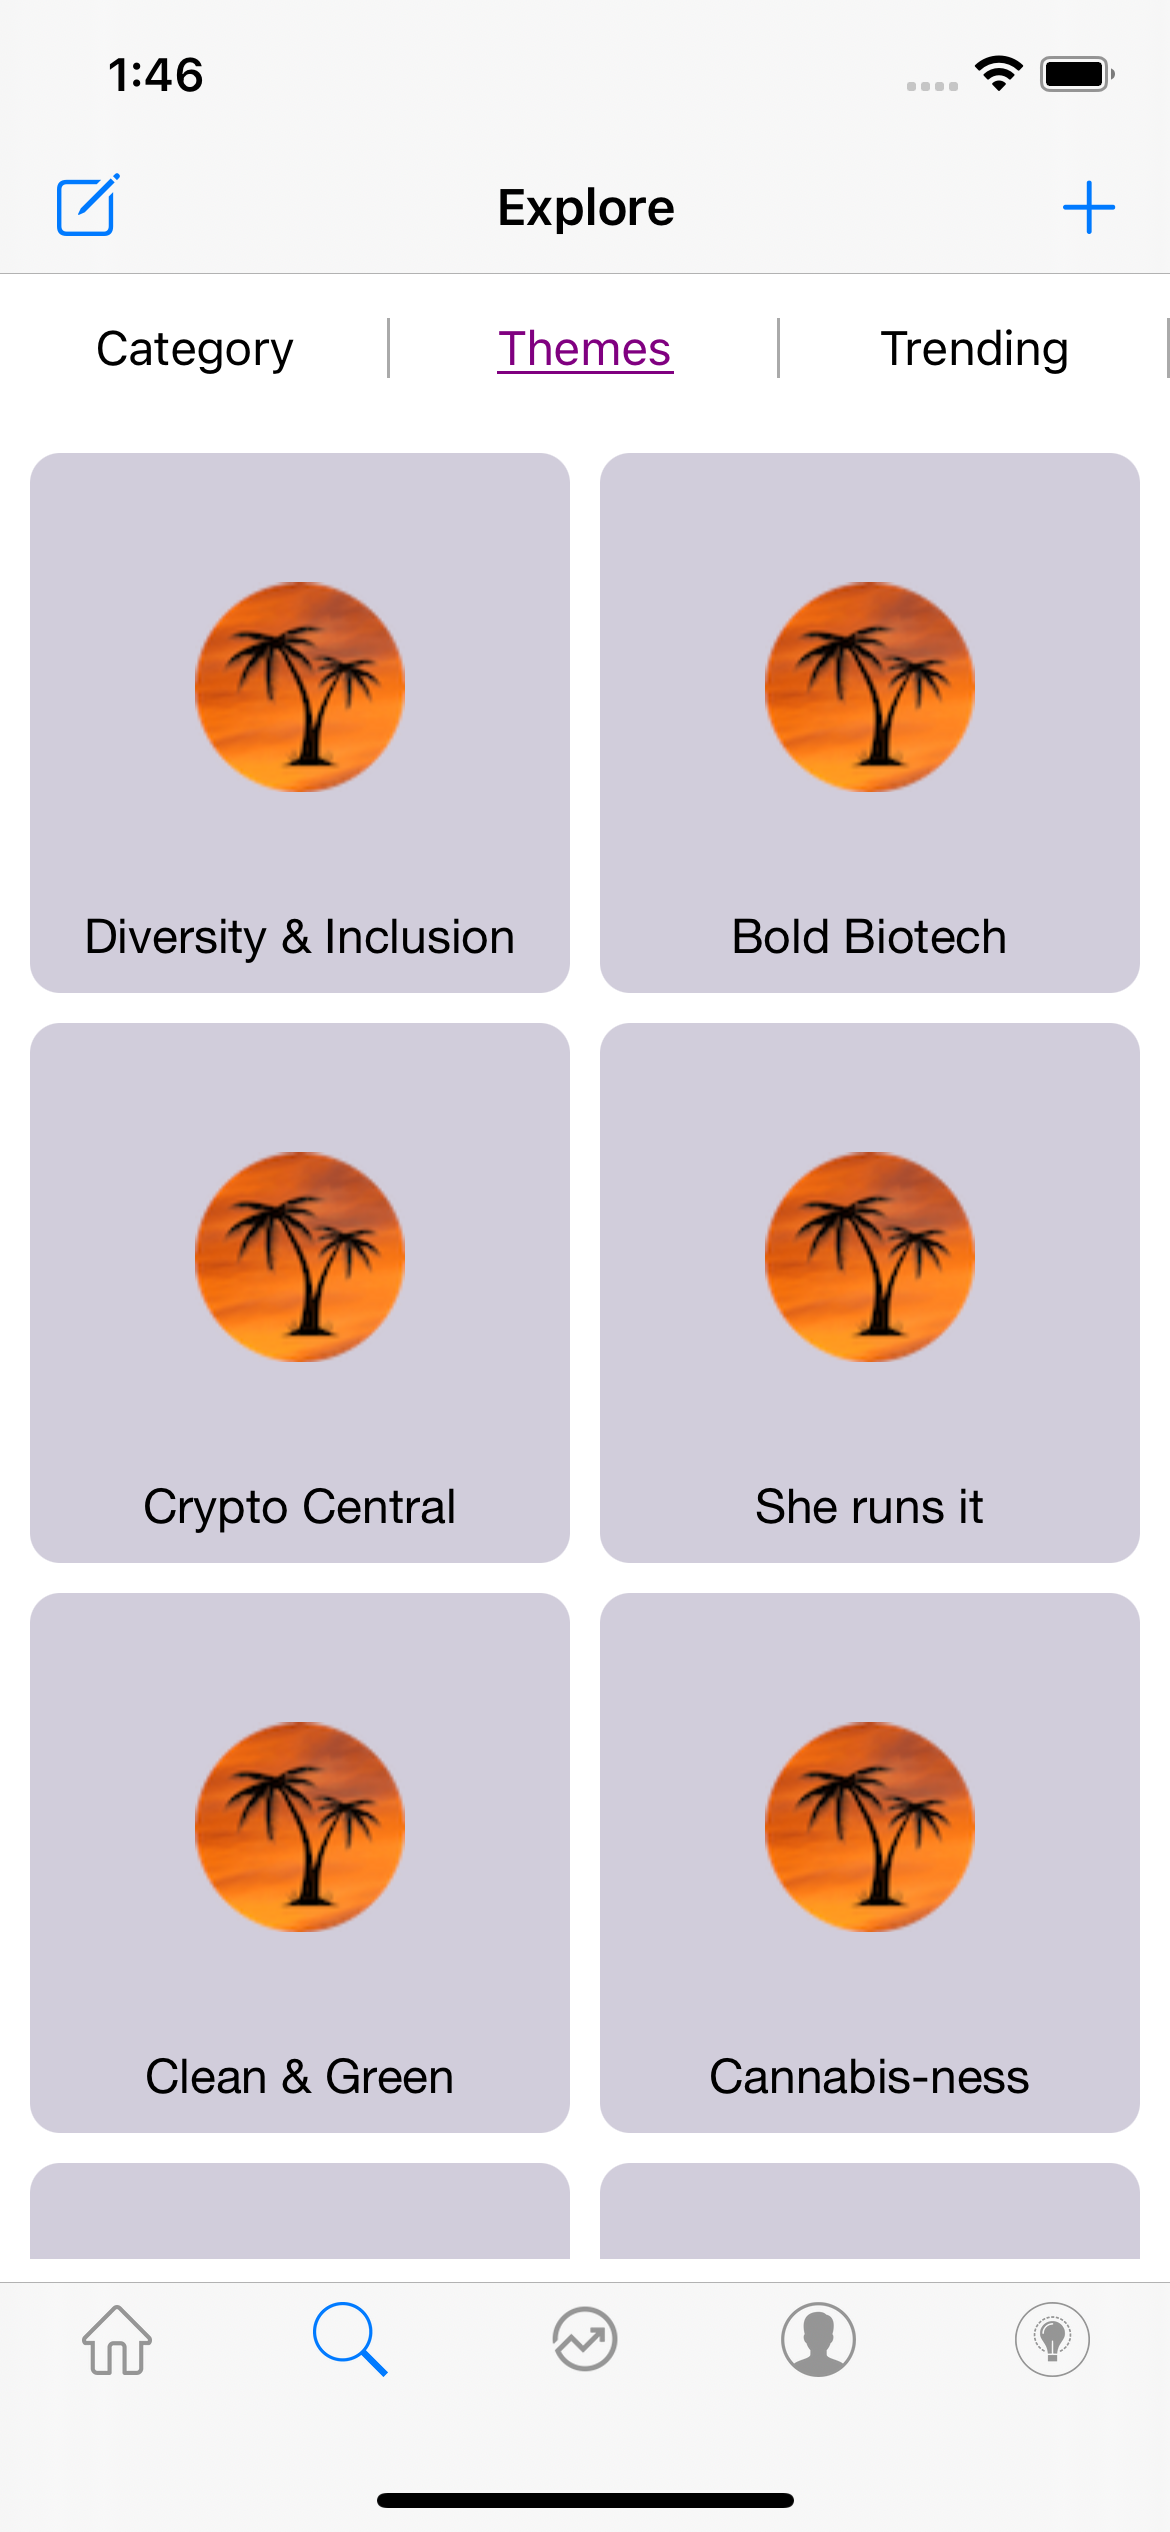 1:46
Explore
Category
Themes
Trending
Diversity & Inclusion
Bold Biotech
Crypto Central
She runs it
Clean & Green
Cannabis-ness